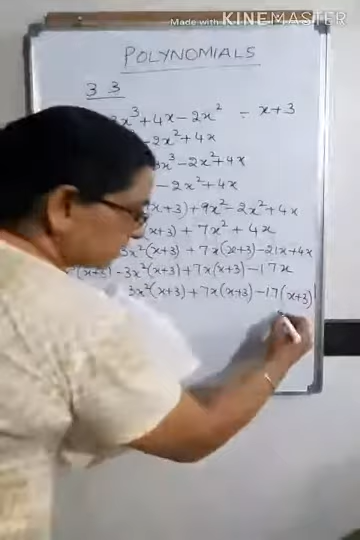 Made with KINEMASTER
POLYNOMIALS
3 3
x³+4x-2x² ÷ x+3
2x²+4x
x³-2x²+4x
-2x²+4x
(x+3)+9x²-2x²+4x
(x+3)+7x²+4x
3x²(x+3)+7x(x+3)-21x+4x
(x+3)-3x²(x+3)+7x(x+3)-17x
3x²(x+3)+7x(x+3)-17(x+3)